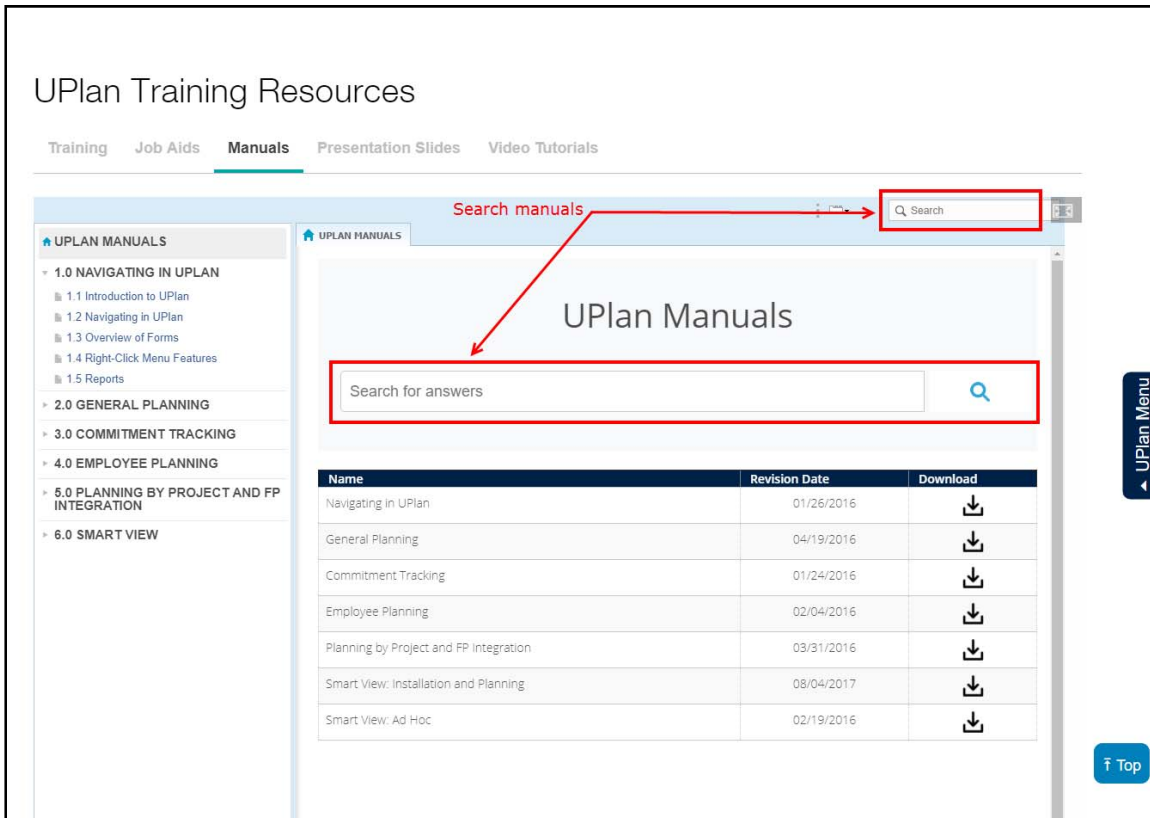 UPlan Training Resources
Training Job Aids Manuals Presentation Slides Video Tutorials
Search manuals
Search
UPLAN MANUALS
1.0 NAVIGATING IN UPLAN
1.1 Introduction to UPlan
1.2 Navigating in UPlan
1.3 Overview of Forms
1.4 Right-Click Menu Features
1.5 Reports
2.0 GENERAL PLANNING
3.0 COMMITMENT TRACKING
4.0 EMPLOYEE PLANNING
5.0 PLANNING BY PROJECT AND FP
INTEGRATION
6.0 SMART VIEW
UPLAN MANUALS
UPlan Manuals
Search for answers
Name Revision Date Download
Navigating in UPlan 01/26/2016
General Planning 04/19/2016
Commitment Tracking 01/24/2016
Employee Planning 02/04/2016
Planning by Project and FP Integration 03/31/2016
Smart View: Installation and Planning 08/04/2017
Smart View: Ad Hoc 02/19/2016
UPlan Menu
Top